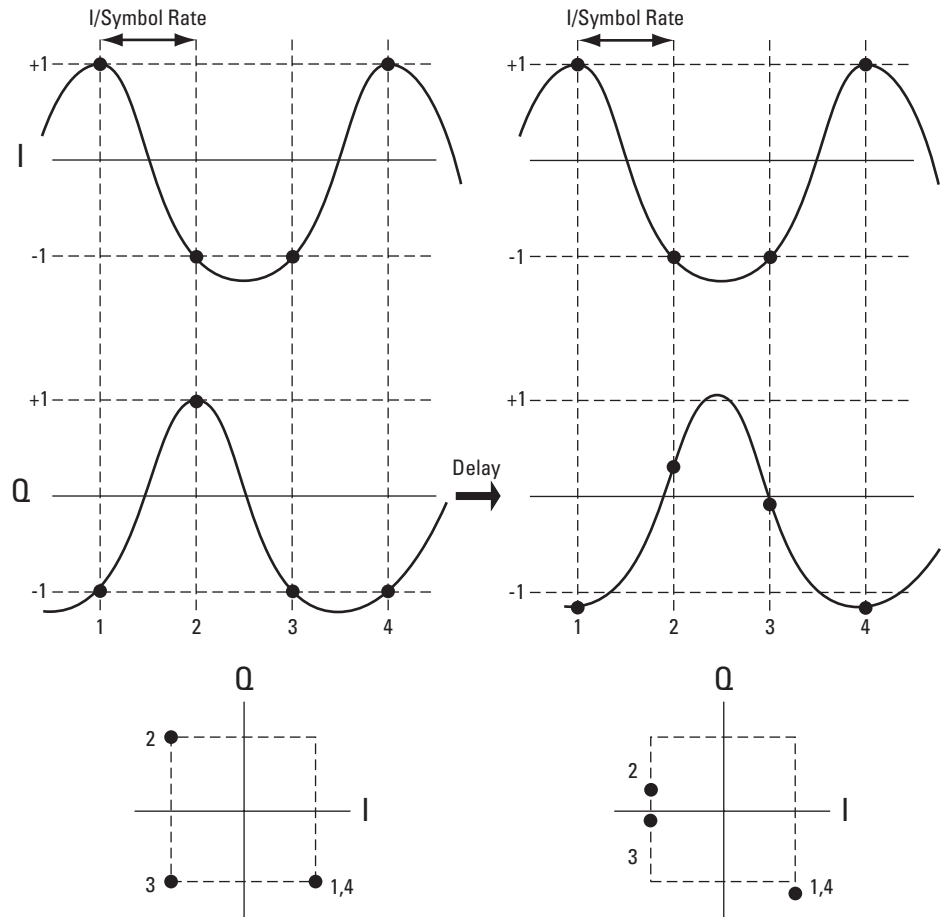 I/Symbol Rate I/Symbol Rate
+1 +1
I
-1 -1
+1 +1
Q Delay
-1 -1
1 2 3 4 1 2 3 4
Q Q
2 2
I I
3 1,4 3 1,4